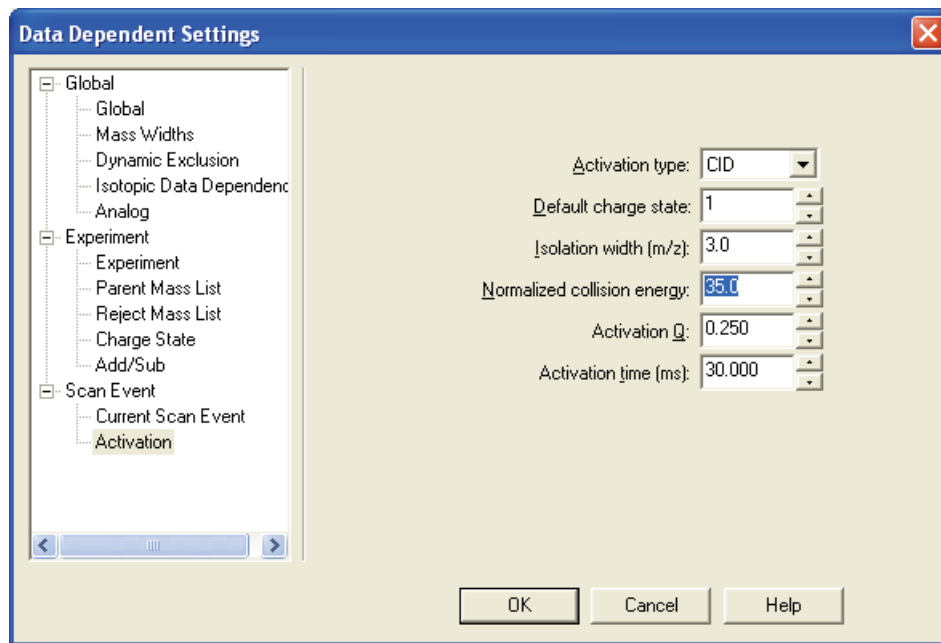 Data Dependent Settings
Global
Global
Mass Widths
Dynamic Exclusion
Isotopic Data Dependenc
Analog
Experiment
Experiment
Parent Mass List
Reject Mass List
Charge State
Add/Sub
Scan Event
Current Scan Event
Activation
Activation type: CID
Default charge state: 1
Isolation width (m/z): 3.0
Normalized collision energy: 35.0
Activation Q: 0.250
Activation time (ms): 30.000
OK Cancel Help